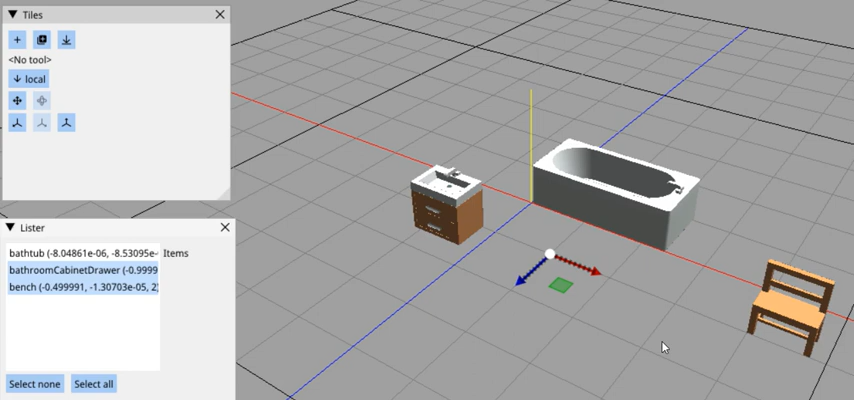 Tiles
<No tool>
local
Lister
bathtub (-8.04861e-06, -8.53095e-
Items
bathroomCabinetDrawer (-0.9999
bench (-0.499991, -1.30703e-05, 2
Select none
Select all